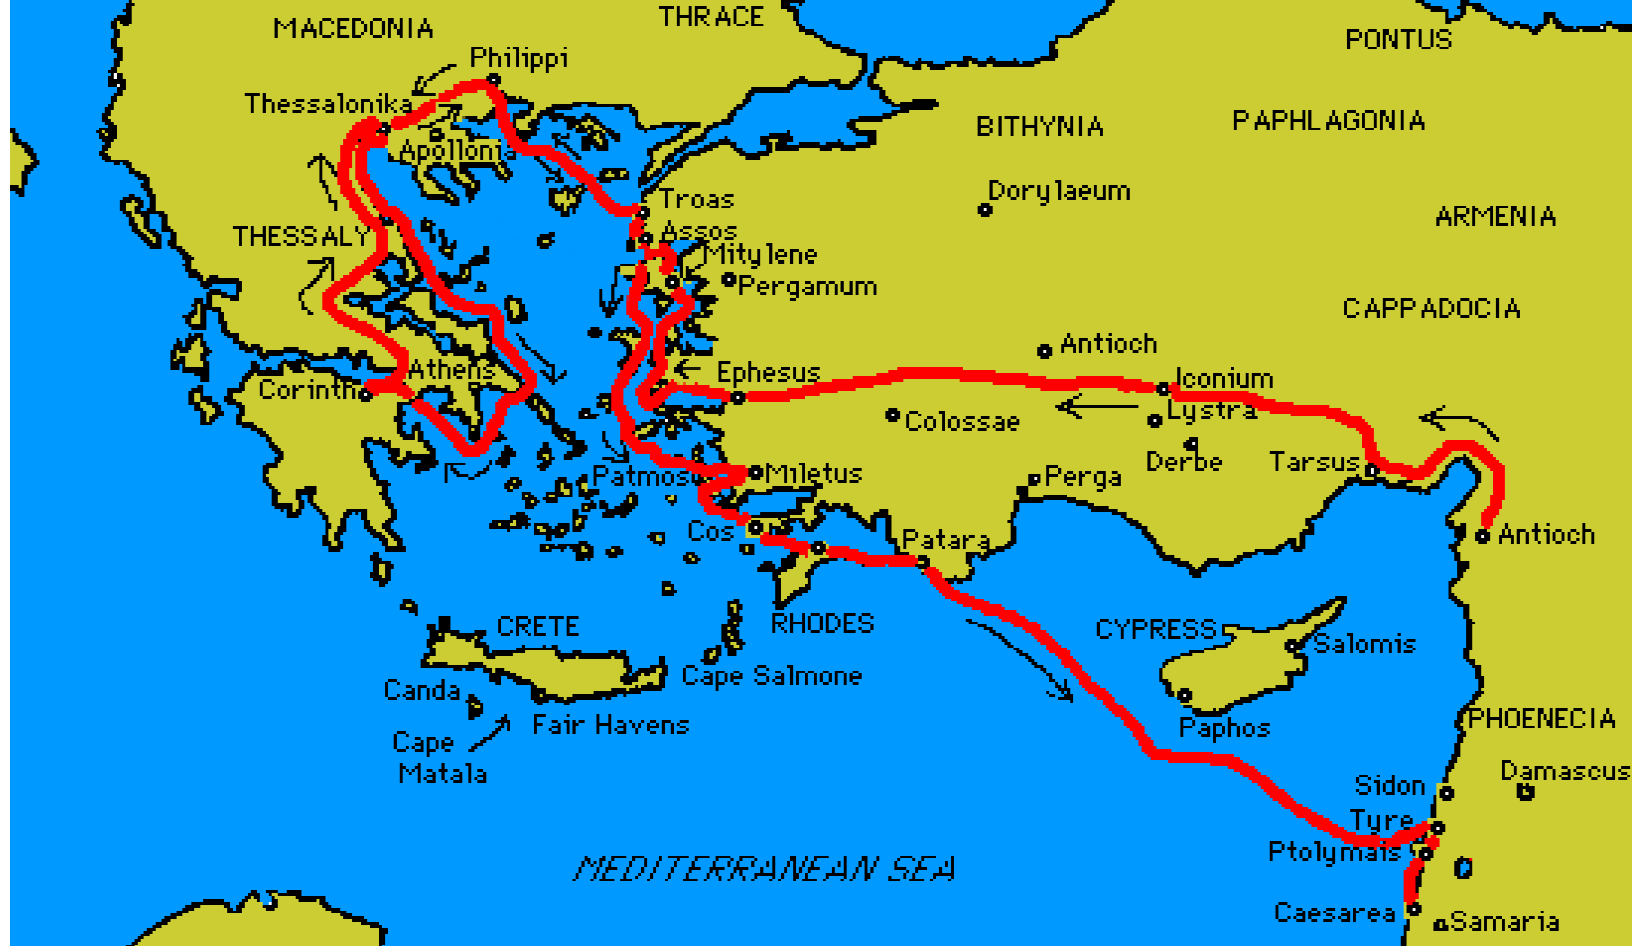 THRACE
MACEDONIA
PONTUS
Philippi
Thessalonika
PAPHLAGONIA
BITHYNIA
Apollonia
Dorylaeum
Troas
ARMENIA
Assos
THESSALY
Mitylene
Pergamum
CAPPADOCIA
Antioch
Athens
Ephesus
Iconium
Corinth
Lystra
Colossae
Derbe
Tarsus
Patmos
Miletus
Perga
Cos
Patara
Antioch
RHODES
CRETE
CYPRESS
Salomis
Cape Salmone
Canda
Fair Havens
PHOENECIA
Paphos
Cape
Matala
Damascus
Sidon
Tyre
Ptolymais
MEDITERRANEAN SEA
Caesarea
Samaria